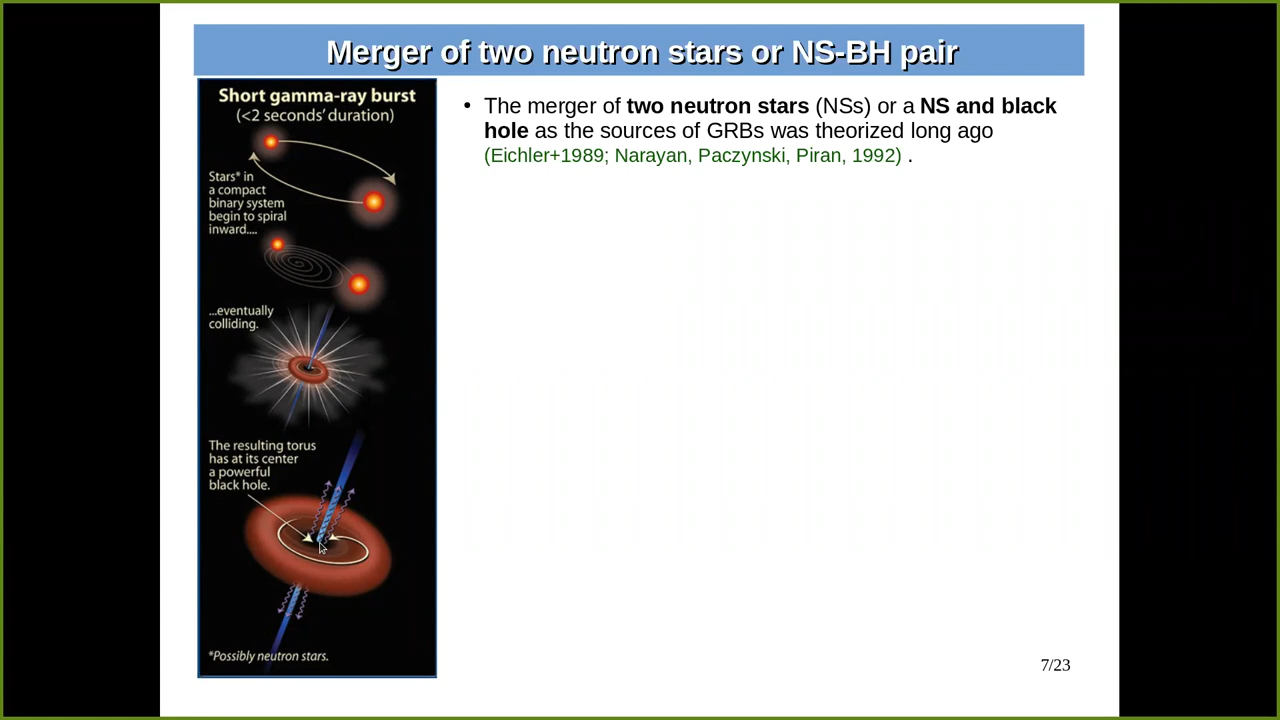 Merger of two neutron stars or NS-BH pair
Short gamma-ray burst
(<2 seconds' duration)
Stars* in
a compact
binary system
begin to spiral
inward....
...eventually
colliding.
The resulting torus
has at its center
a powerful
black hole.
*Possibly neutron stars.
• The merger of two neutron stars (NSs) or a NS and black
hole as the sources of GRBs was theorized long ago
(Eichler+1989; Narayan, Paczynski, Piran, 1992) .
7/23